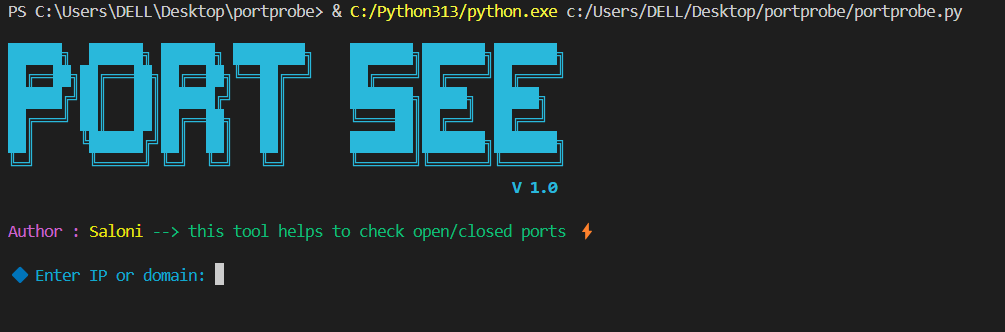 PS C:\Users\DELL\Desktop\portprobe> & C:/Python313/python.exe c:/Users/DELL/Desktop/portprobe/portprobe.py
PORT SEE
V 1.0
Author : Saloni --> this tool helps to check open/closed ports ⚡
🔷 Enter IP or domain: